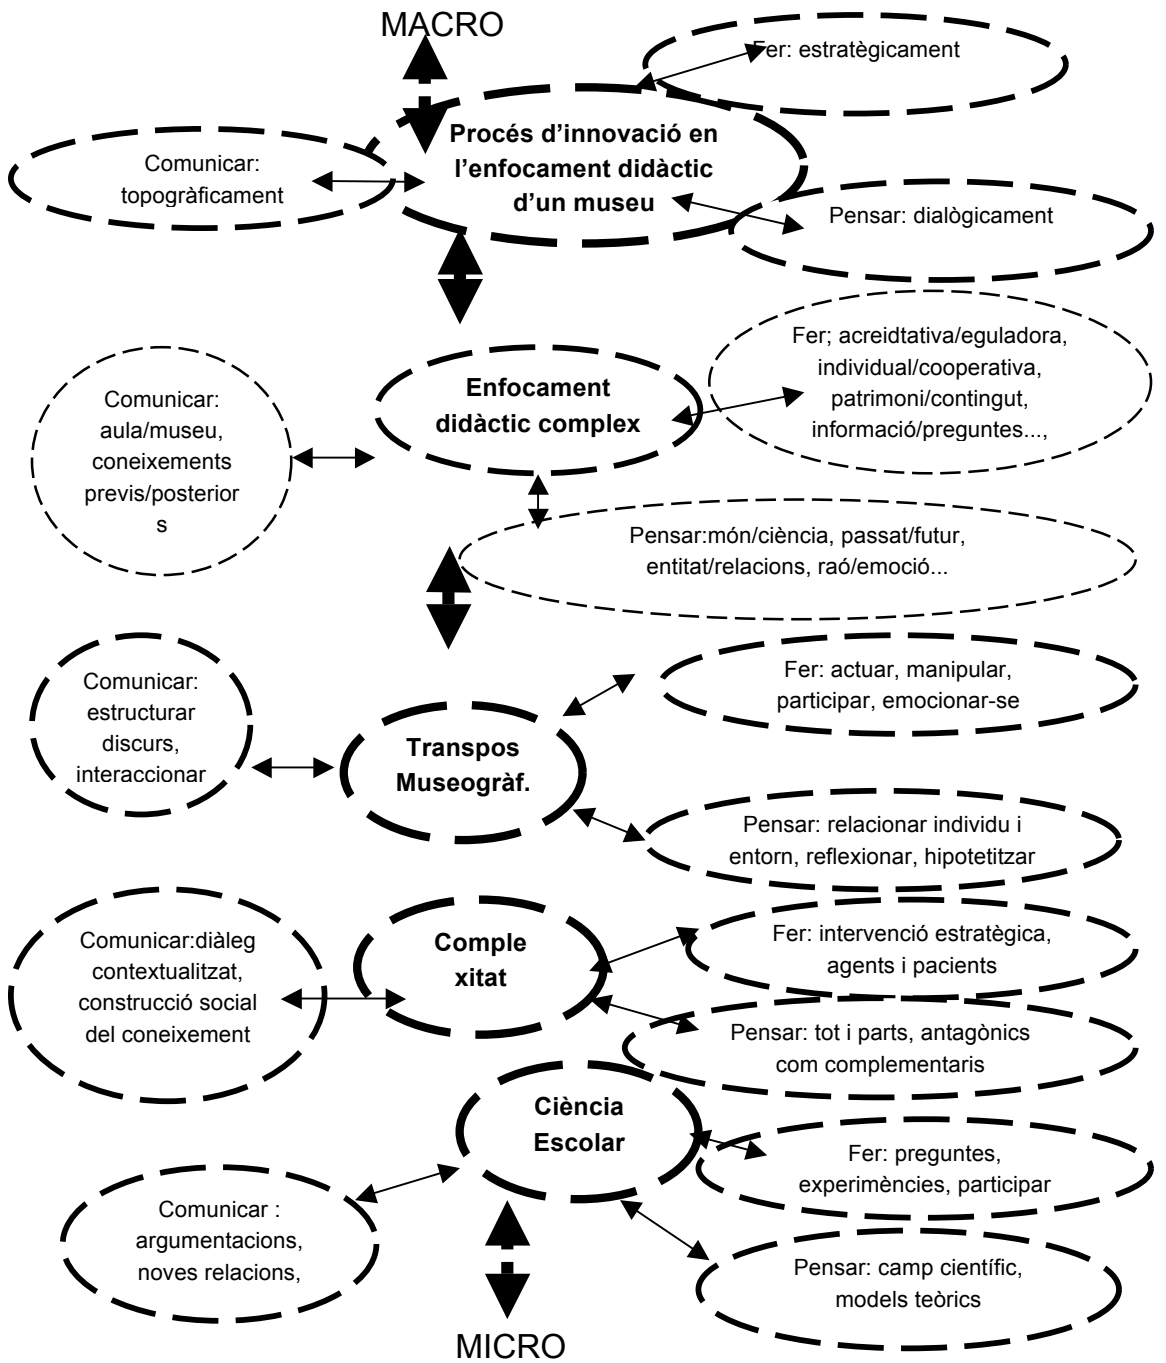 MACRO
Fer: estratègicament
Procés d’innovació en
l’enfocament didàctic
d’un museu
Comunicar:
topogràficament
Pensar: dialògicament
Fer; acreidtativa/eguladora,
individual/cooperativa,
patrimoni/contingut,
informació/preguntes...,
Enfocament
didàctic complex
Comunicar:
aula/museu,
coneixements
previs/posterior
s
Pensar:món/ciència, passat/futur,
entitat/relacions, raó/emoció...
Fer: actuar, manipular,
participar, emocionar-se
Comunicar:
estructurar
discurs,
interaccionar
Transpos
Museogràf.
Pensar: relacionar individu i
entorn, reflexionar, hipotetitzar
Comunicar:diàleg
contextualitzat,
construcció social
del coneixement
Comple
xitat
Fer: intervenció estratègica,
agents i pacients
Pensar: tot i parts, antagònics
com complementaris
Ciència
Escolar
Fer: preguntes,
experimències, participar
Comunicar :
argumentacions,
noves relacions,
Pensar: camp científic,
models teòrics
MICRO